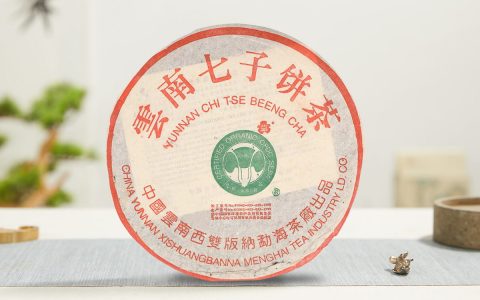 雲南七子饼茶
YUNNAN CHI TSE BEENG CHA
CERTIFIED ORGANIC
中國雲南西雙版納勐海茶廠出品
CHINA YUNNAN XISHUANGBANNA MENGHAI TEA INDUSTRY LD CO.